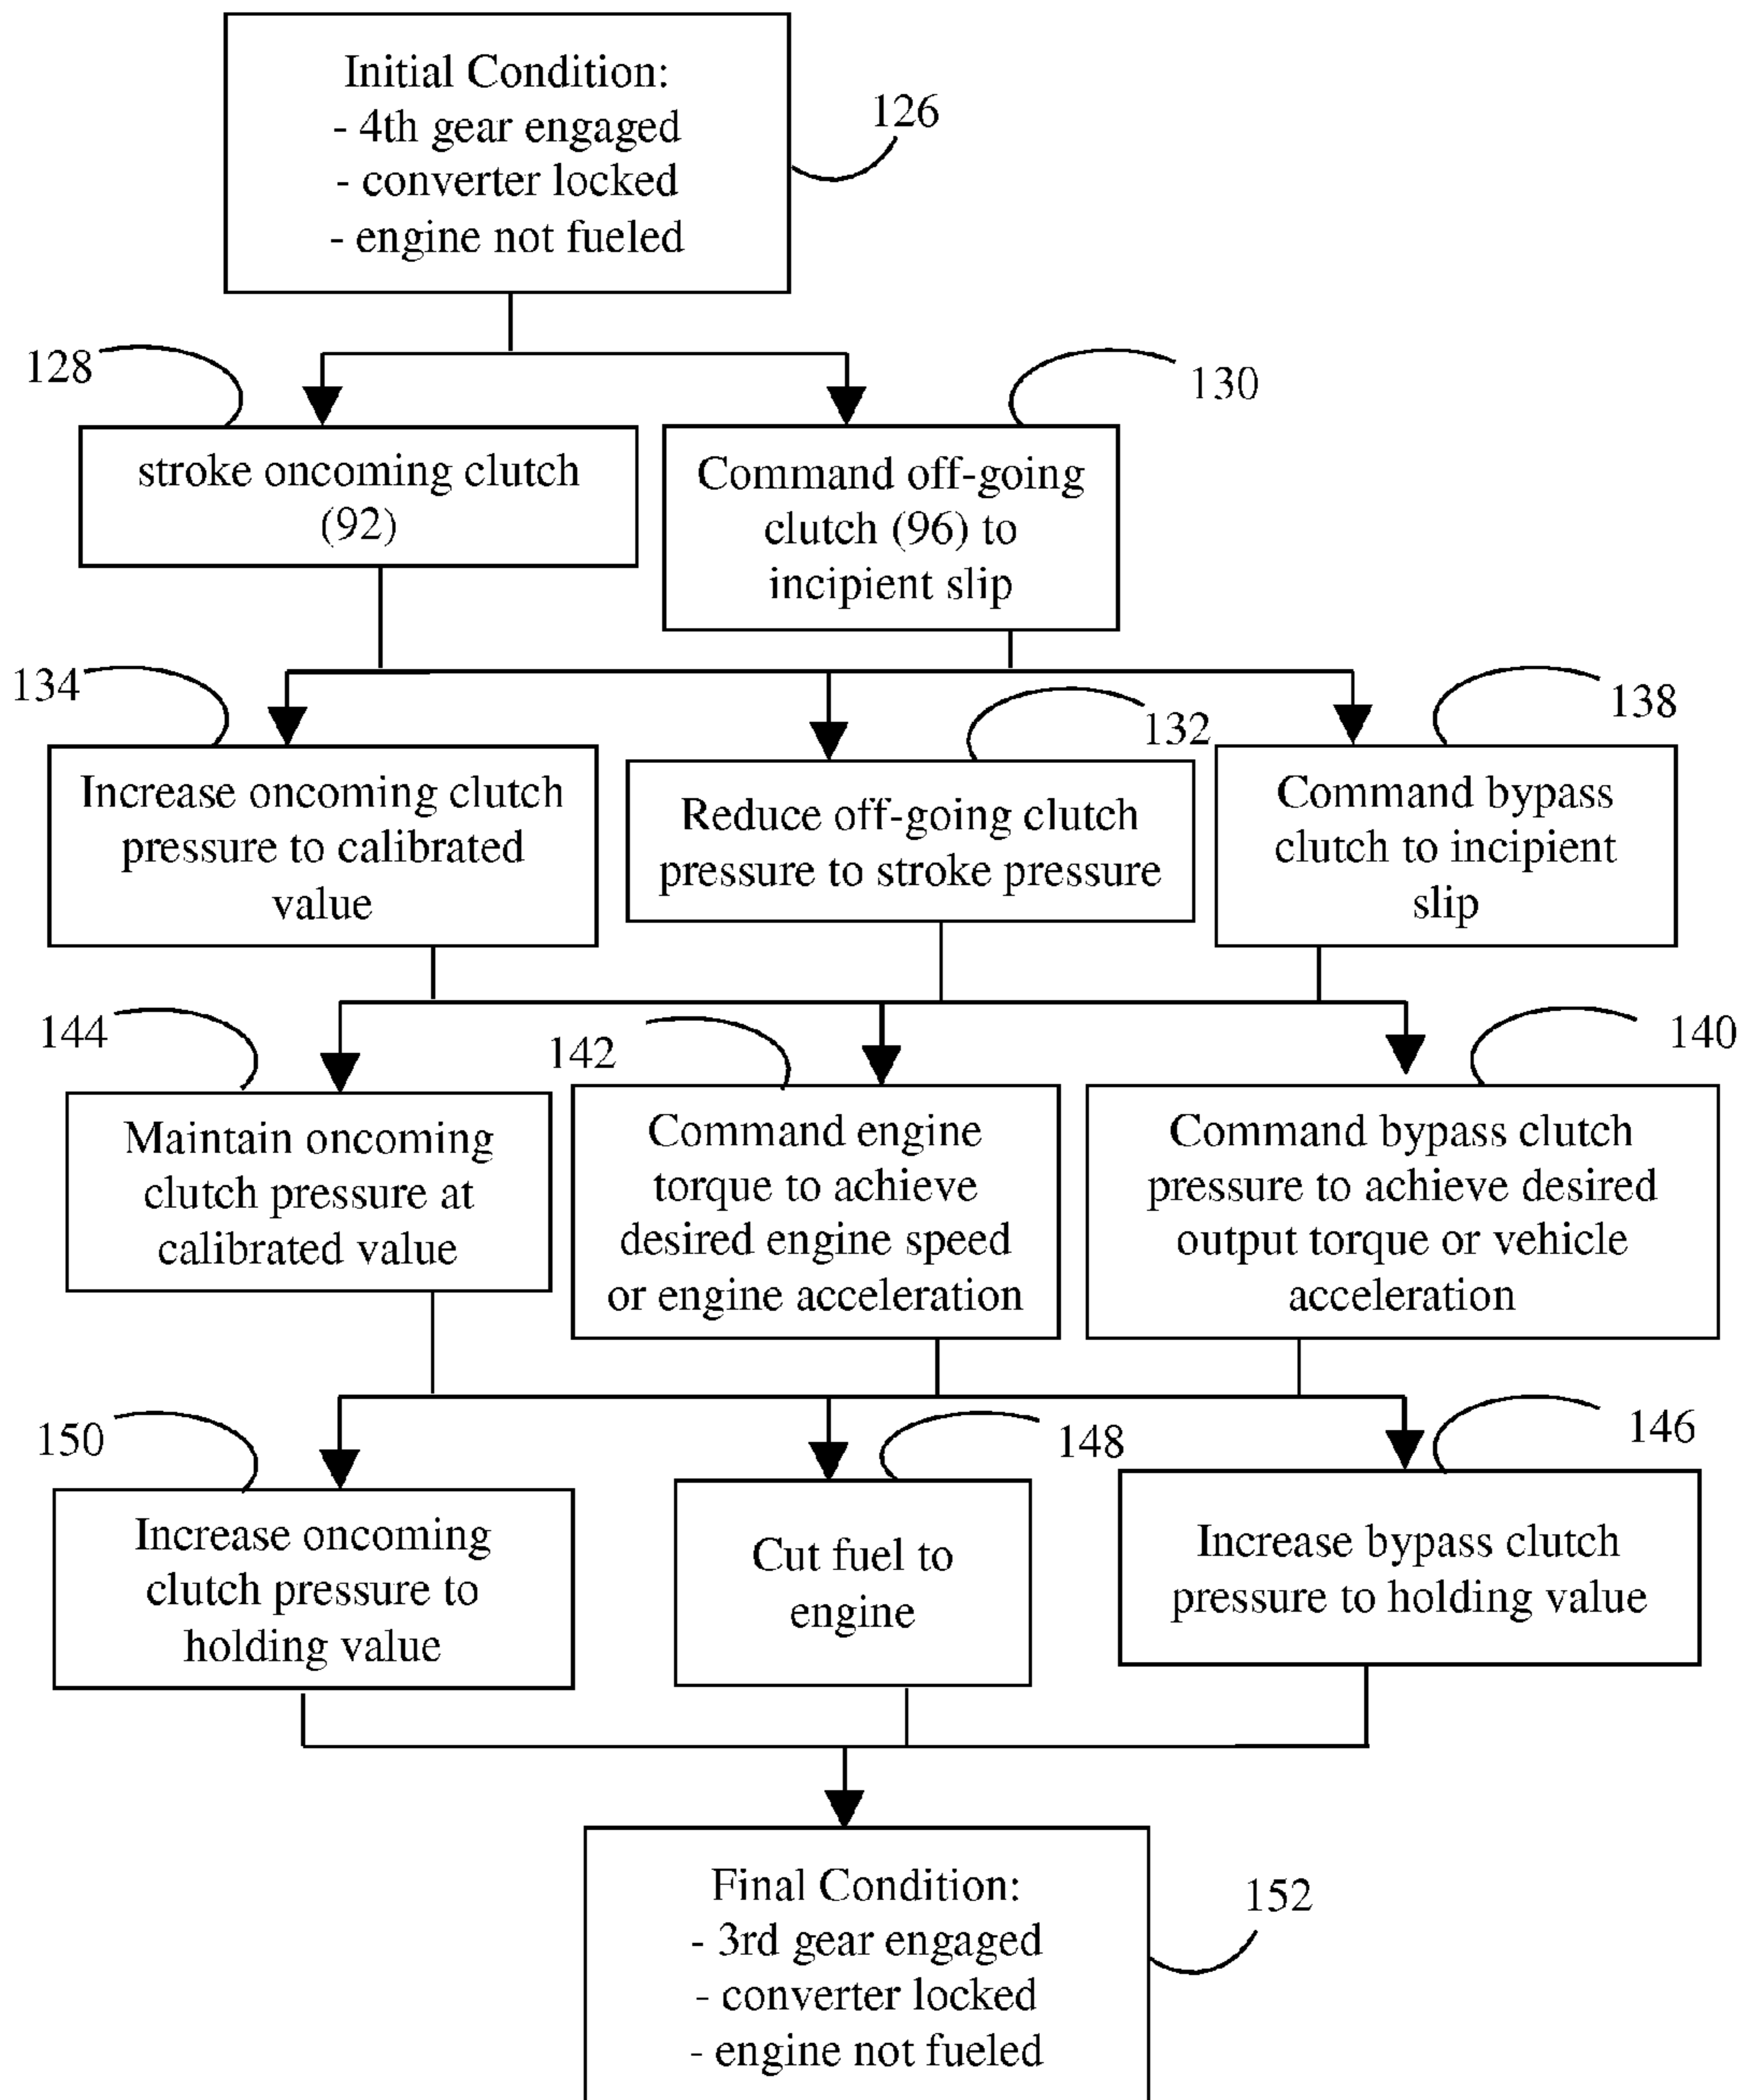 Initial Condition:
- 4th gear engaged
- converter locked
- engine not fueled
126
128
130
stroke oncoming clutch
(92)
Command off-going
clutch (96) to
incipient slip
134
132
138
Increase oncoming clutch
pressure to calibrated
value
Reduce off-going clutch
pressure to stroke pressure
Command bypass
clutch to incipient
slip
144
142
140
Maintain oncoming
clutch pressure at
calibrated value
Command engine
torque to achieve
desired engine speed
or engine acceleration
Command bypass clutch
pressure to achieve desired
output torque or vehicle
acceleration
150
148
146
Increase oncoming
clutch pressure to
holding value
Cut fuel to
engine
Increase bypass clutch
pressure to holding value
Final Condition:
- 3rd gear engaged
- converter locked
- engine not fueled
152